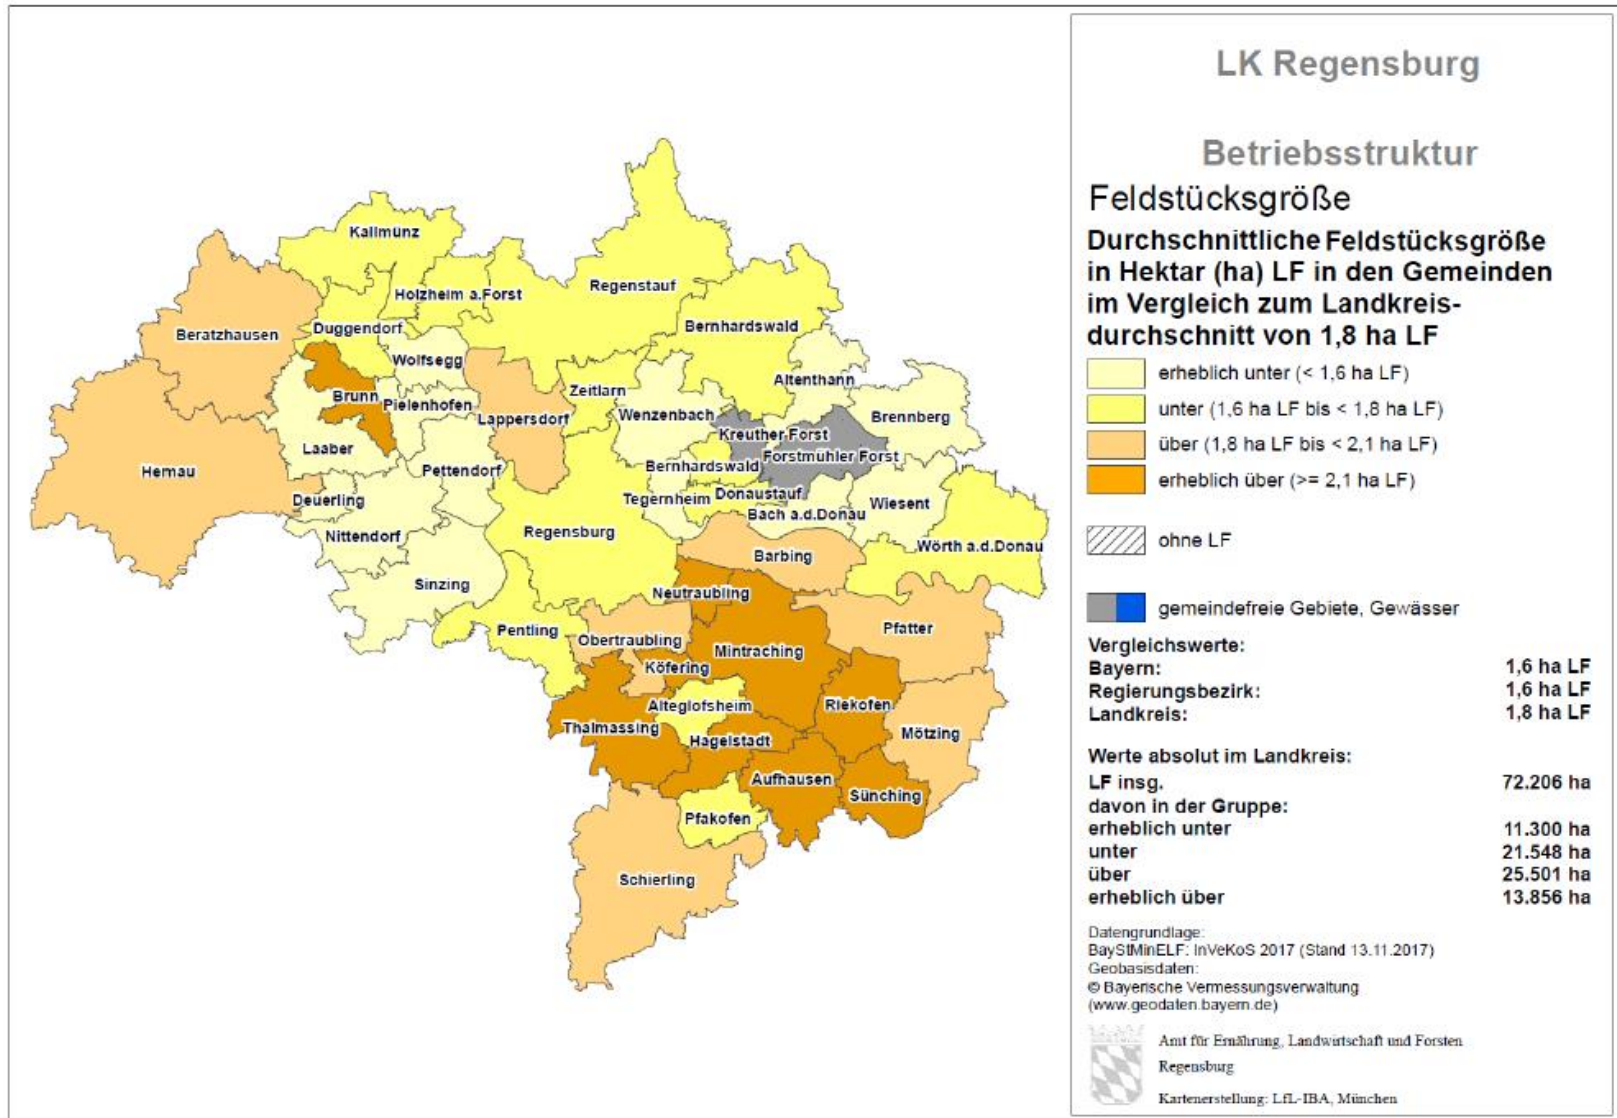 LK Regensburg
Betriebsstruktur
Feldstücksgröße
Durchschnittliche Feldstücksgröße
in Hektar (ha) LF in den Gemeinden
im Vergleich zum Landkreis-
durchschnitt von 1,8 ha LF
erheblich unter (< 1,6 ha LF)
unter (1,6 ha LF bis < 1,8 ha LF)
über (1,8 ha LF bis < 2,1 ha LF)
erheblich über (>= 2,1 ha LF)
ohne LF
gemeindefreie Gebiete, Gewässer
Vergleichswerte:
Bayern: 1,6 ha LF
Regierungsbezirk: 1,6 ha LF
Landkreis: 1,8 ha LF
Werte absolut im Landkreis:
LF insg. 72.206 ha
davon in der Gruppe:
erheblich unter 11.300 ha
unter 21.548 ha
über 25.501 ha
erheblich über 13.856 ha
Datengrundlage:
BayStMinELF: InVeKoS 2017 (Stand 13.11.2017)
Geobasisdaten:
© Bayerische Vermessungsverwaltung
(www.geodaten.bayern.de)
Amt für Ernährung, Landwirtschaft und Forsten
Regensburg
Kartenerstellung: LfL-IBA, München
Kallmünz
Regenstauf
Holzheim a.Forst
Bernhardswald
Duggendorf
Beratzhausen
Wolfsegg
Altenthann
Zeitlarn
Brunn
Pielenhofen
Wenzenbach
Brennberg
Lappersdorf
Kreuther Forst
Laaber
Forstmühler Forst
Bernhardswald
Hemau
Pettendorf
Donaustauf
Tegernheim
Deuerling
Wiesent
Bach a.d.Donau
Regensburg
Nittendorf
Wörth a.d.Donau
Barbing
Sinzing
Neutraubling
Pfatter
Pentling
Obertraubling
Mintraching
Köfering
Alteglofsheim
Riekofen
Thalmassing
Mötzing
Hagelstadt
Aufhausen
Sünching
Pfakofen
Schierling